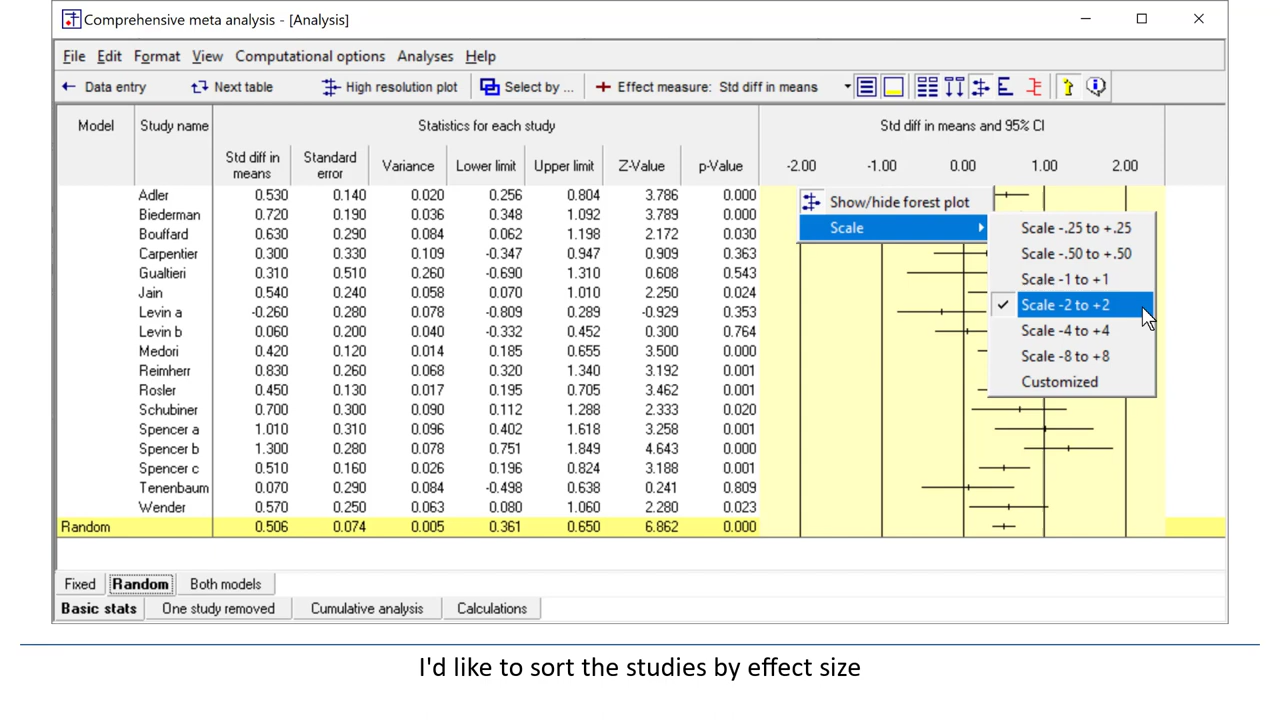 Comprehensive meta analysis - [Analysis]
File Edit Format View Computational options Analyses Help
Data entry Next table High resolution plot Select by ... Effect measure: Std diff in means
Model Study name Statistics for each study Std diff in means and 95% CI
Std diff in means Standard error Variance Lower limit Upper limit Z-Value p-Value -2.00 -1.00 0.00 1.00 2.00
Adler 0.530 0.140 0.020 0.256 0.804 3.786 0.000
Biederman 0.720 0.190 0.036 0.348 1.092 3.789 0.000
Bouffard 0.630 0.290 0.084 0.062 1.198 2.172 0.030
Carpentier 0.300 0.330 0.109 -0.347 0.947 0.909 0.363
Gualtieri 0.310 0.510 0.260 -0.690 1.310 0.608 0.543
Jain 0.540 0.240 0.058 0.070 1.010 2.250 0.024
Levin a -0.260 0.280 0.078 -0.809 0.289 -0.929 0.353
Levin b 0.060 0.200 0.040 -0.332 0.452 0.300 0.764
Medori 0.420 0.120 0.014 0.185 0.655 3.500 0.000
Reimherr 0.830 0.260 0.068 0.320 1.340 3.192 0.001
Rosler 0.450 0.130 0.017 0.195 0.705 3.462 0.001
Schubiner 0.700 0.300 0.090 0.112 1.288 2.333 0.020
Spencer a 1.010 0.310 0.096 0.402 1.618 3.258 0.001
Spencer b 1.300 0.280 0.078 0.751 1.849 4.643 0.000
Spencer c 0.510 0.160 0.026 0.196 0.824 3.188 0.001
Tenenbaum 0.070 0.290 0.084 -0.498 0.638 0.241 0.809
Wender 0.570 0.250 0.063 0.080 1.060 2.280 0.023
Random 0.506 0.074 0.005 0.361 0.650 6.862 0.000
Show/hide forest plot
Scale
Scale -.25 to +.25
Scale -.50 to +.50
Scale -1 to +1
Scale -2 to +2
Scale -4 to +4
Scale -8 to +8
Customized
Fixed Random Both models
Basic stats One study removed Cumulative analysis Calculations
I'd like to sort the studies by effect size